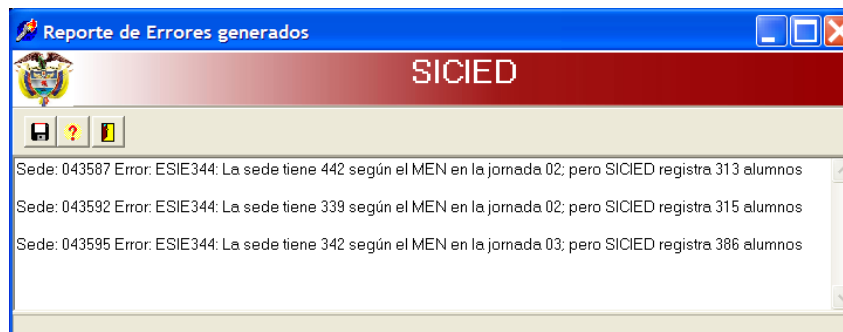 Reporte de Errores generados
SICIED
Sede: 043587 Error: ESIE344: La sede tiene 442 según el MEN en la jornada 02; pero SICIED registra 313 alumnos
Sede: 043592 Error: ESIE344: La sede tiene 339 según el MEN en la jornada 02; pero SICIED registra 315 alumnos
Sede: 043595 Error: ESIE344: La sede tiene 342 según el MEN en la jornada 03; pero SICIED registra 386 alumnos